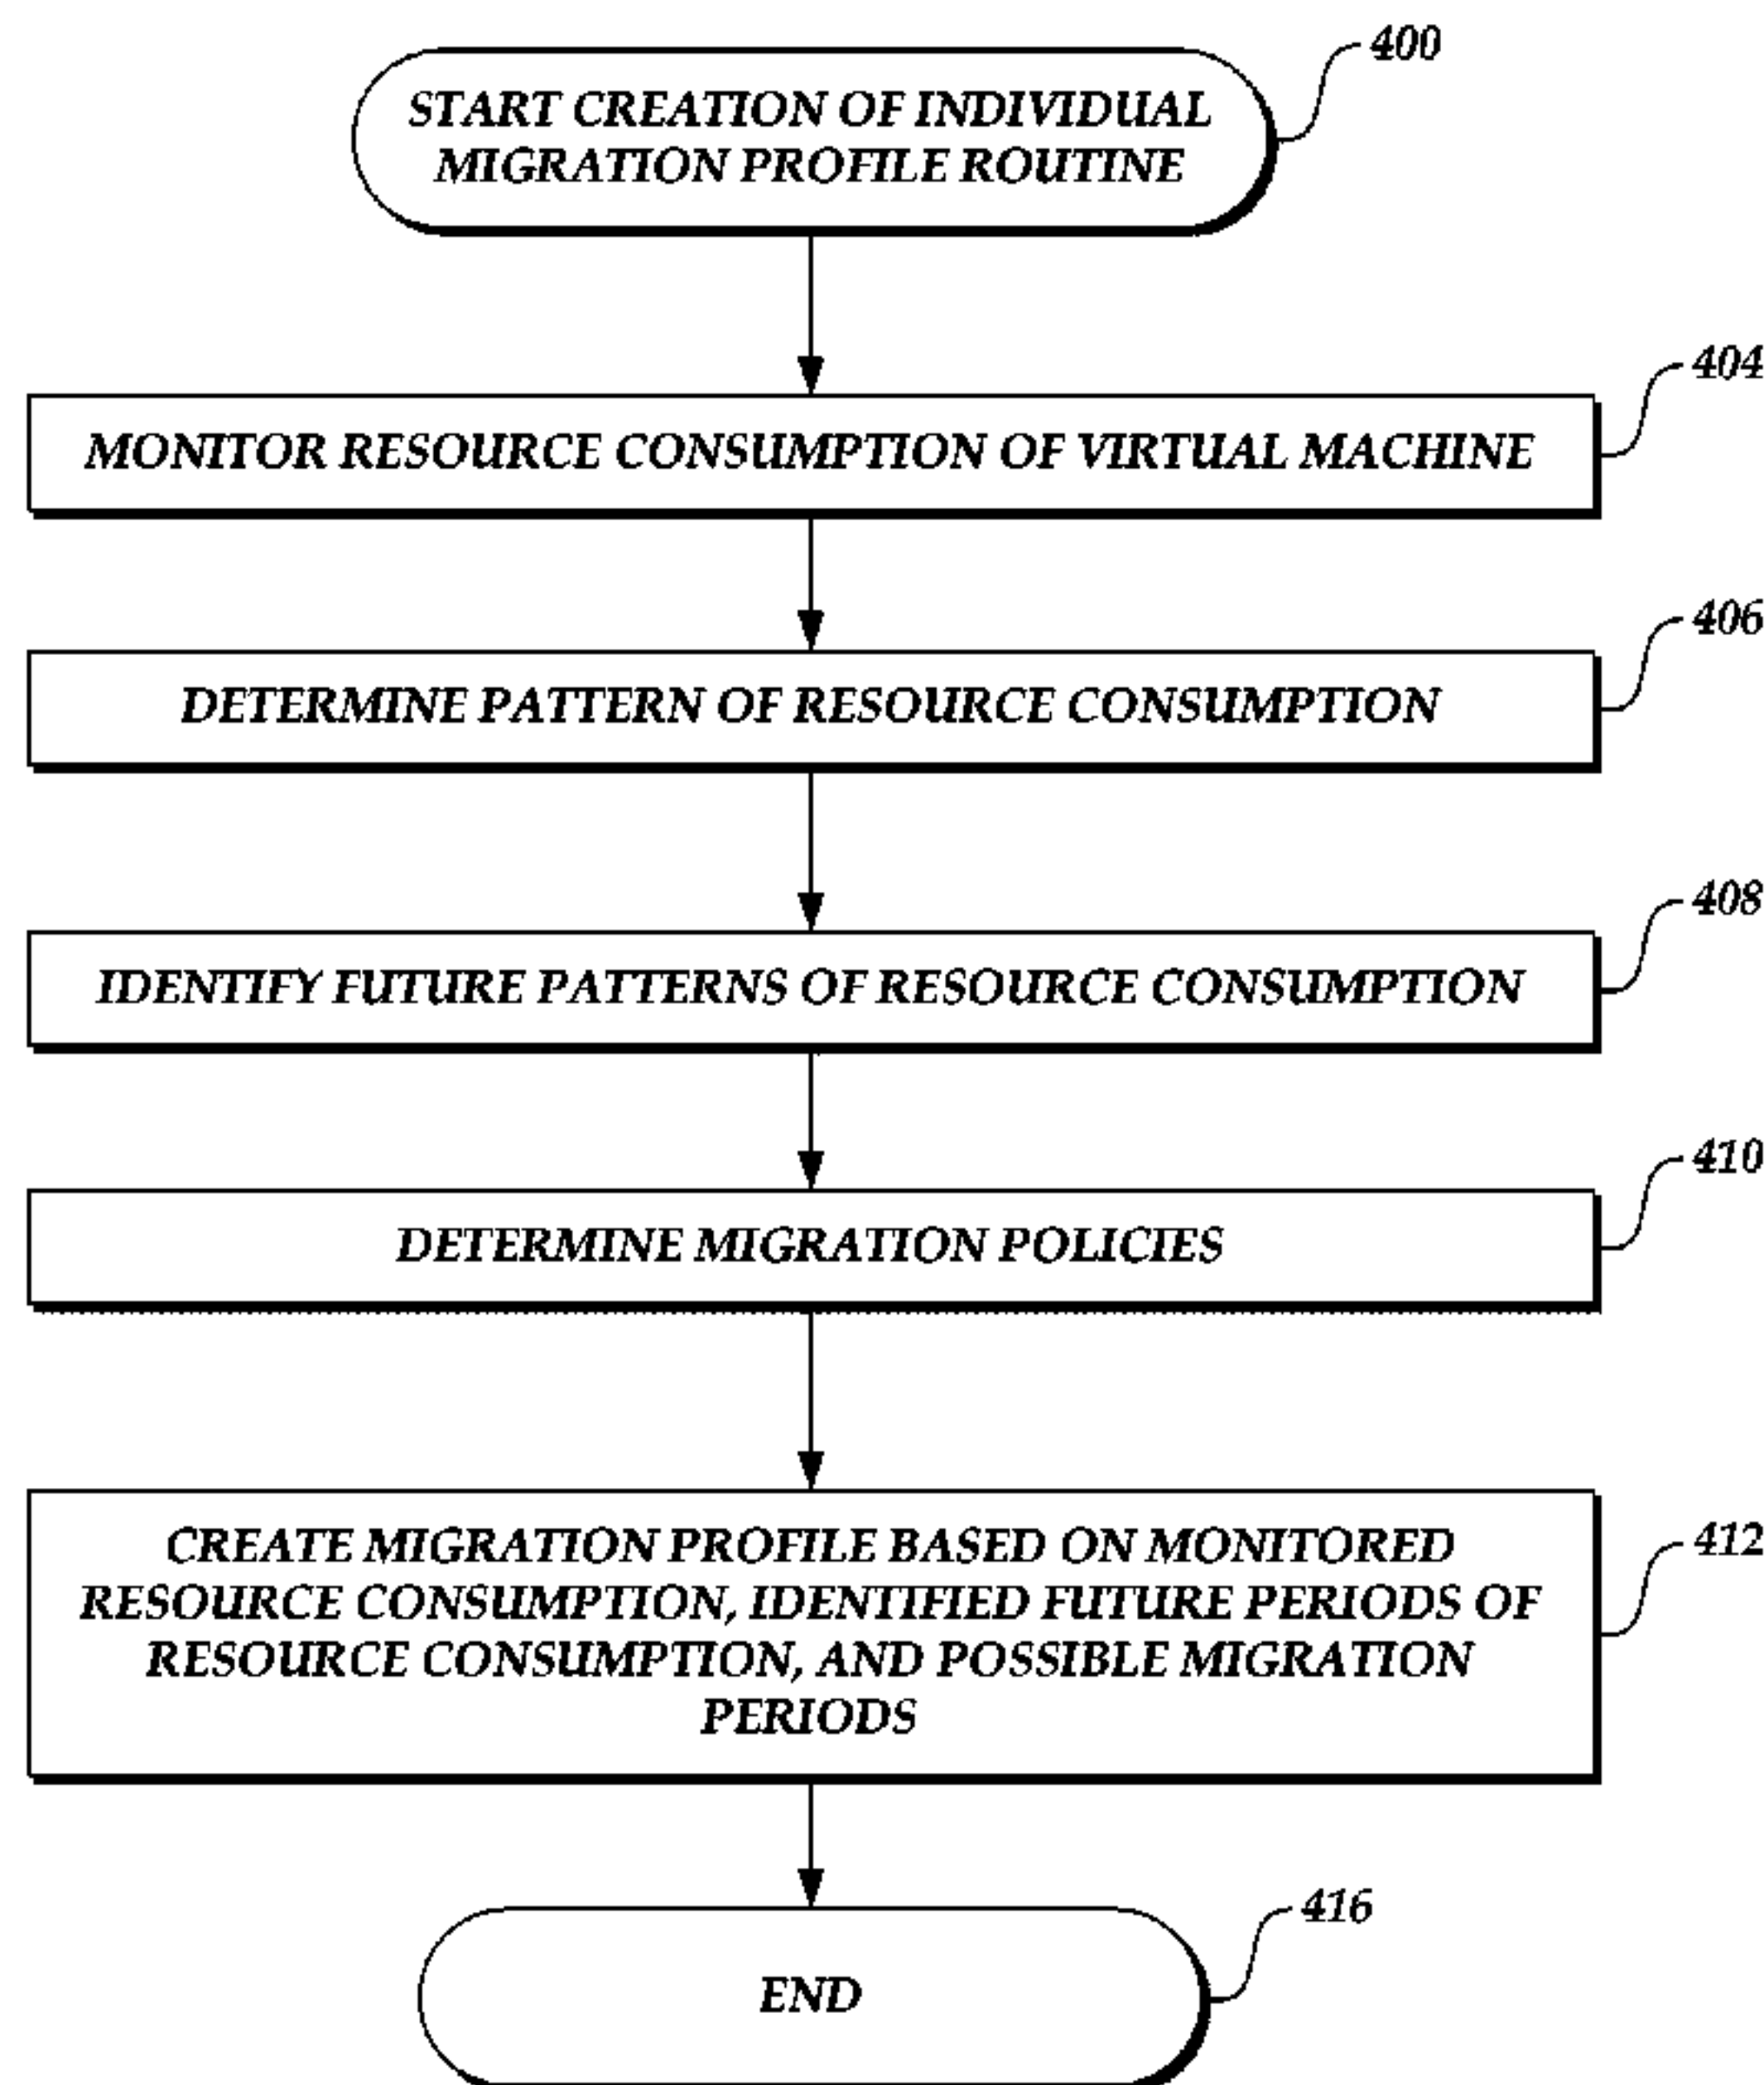 400
START CREATION OF INDIVIDUAL
MIGRATION PROFILE ROUTINE
404
MONITOR RESOURCE CONSUMPTION OF VIRTUAL MACHINE
406
DETERMINE PATTERN OF RESOURCE CONSUMPTION
408
IDENTIFY FUTURE PATTERNS OF RESOURCE CONSUMPTION
410
DETERMINE MIGRATION POLICIES
412
CREATE MIGRATION PROFILE BASED ON MONITORED
RESOURCE CONSUMPTION, IDENTIFIED FUTURE PERIODS OF
RESOURCE CONSUMPTION, AND POSSIBLE MIGRATION
PERIODS
416
END